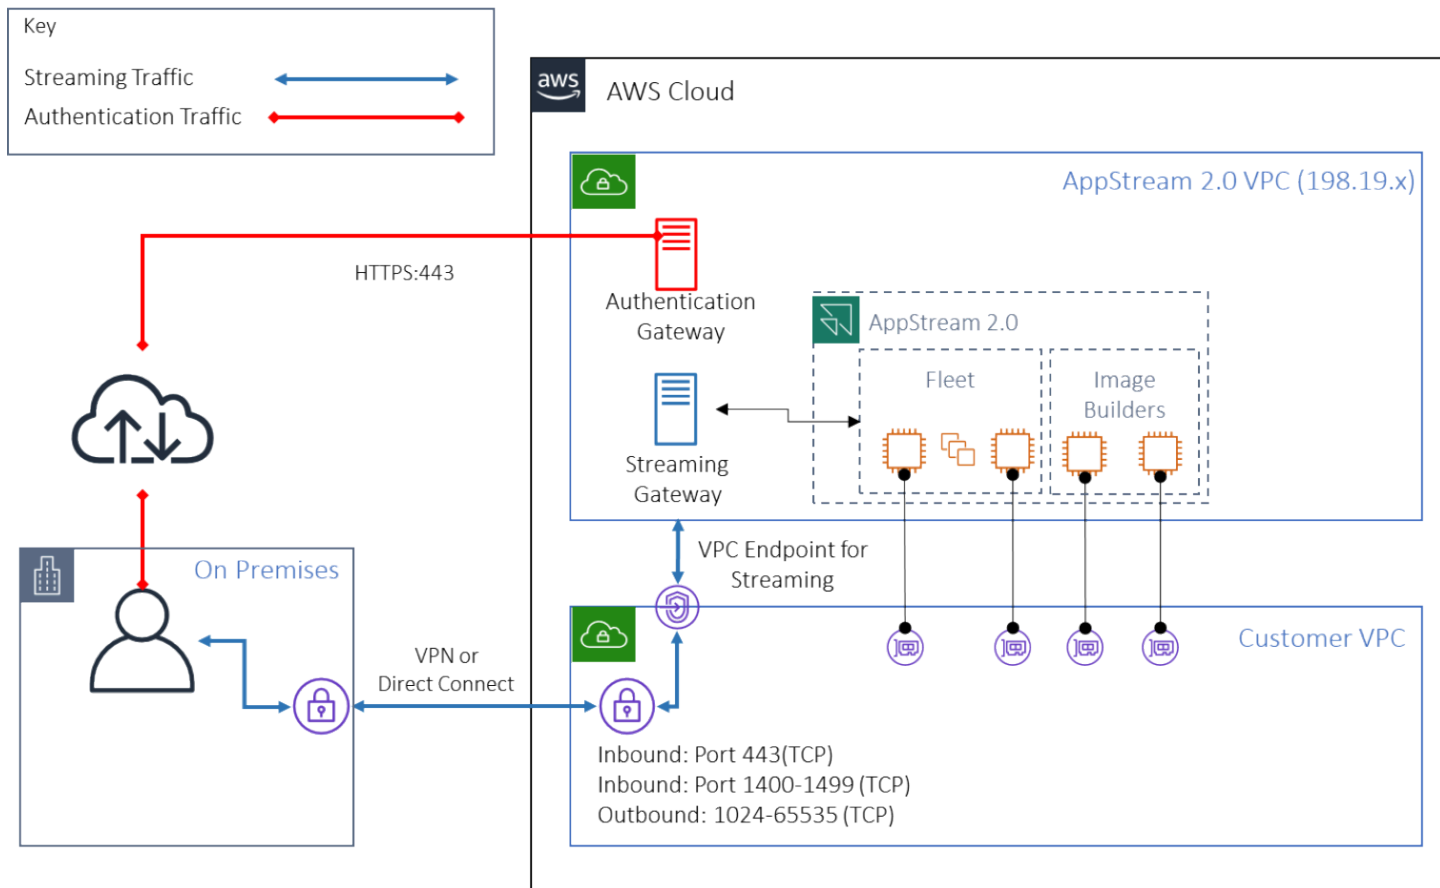 Key
Streaming Traffic
Authentication Traffic
aws
AWS Cloud
AppStream 2.0 VPC (198.19.x)
HTTPS:443
Authentication
Gateway
AppStream 2.0
Fleet
Image
Builders
Streaming
Gateway
VPC Endpoint for
Streaming
On Premises
Customer VPC
VPN or
Direct Connect
Inbound: Port 443(TCP)
Inbound: Port 1400-1499 (TCP)
Outbound: 1024-65535 (TCP)